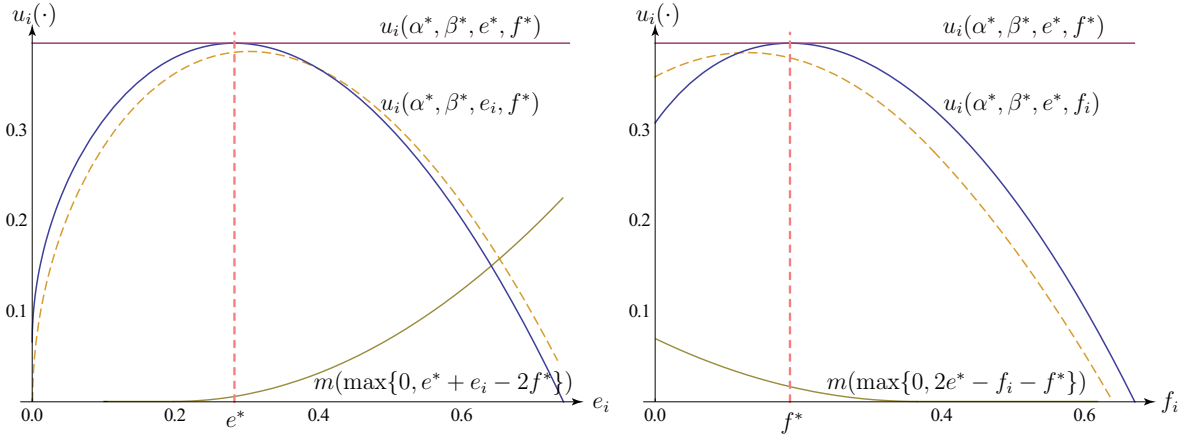 u_i(·)
u_i(α*, β*, e*, f*)
u_i(α*, β*, e_i, f*)
0.3
0.2
0.1
m(max{0, e* + e_i − 2f*})
0.0
0.2
0.4
0.6
e*
e_i
u_i(·)
u_i(α*, β*, e*, f*)
u_i(α*, β*, e*, f_i)
0.3
0.2
0.1
m(max{0, 2e* − f_i − f*})
0.0
0.4
0.6
f*
f_i